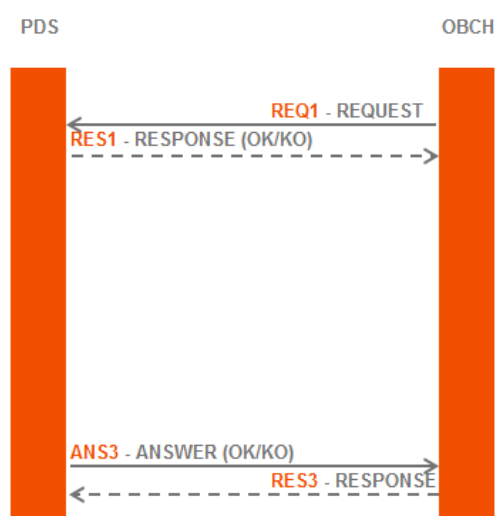 PDS
OBCH
REQ1 - REQUEST
RES1 - RESPONSE (OK/KO)
ANS3 - ANSWER (OK/KO)
RES3 - RESPONSE